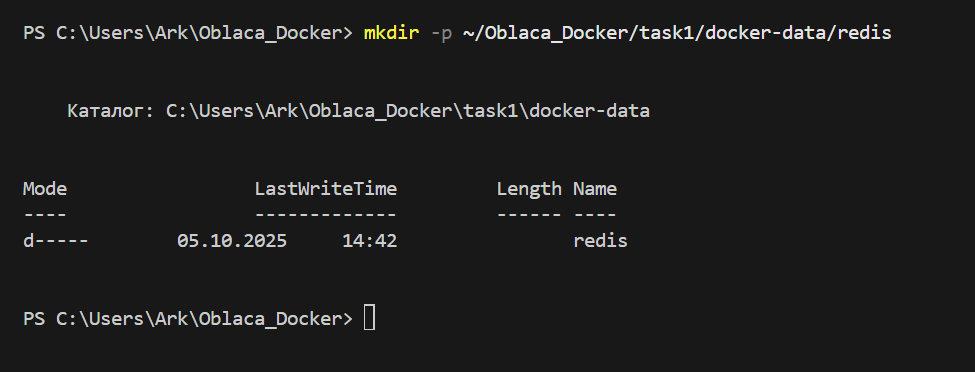 PS C:\Users\Ark\Oblaca_Docker> mkdir -p ~/Oblaca_Docker/task1/docker-data/redis
Каталог: C:\Users\Ark\Oblaca_Docker\task1\docker-data
Mode                 LastWriteTime         Length Name
----                 -------------         ------ ----
d-----        05.10.2025     14:42                redis
PS C:\Users\Ark\Oblaca_Docker>